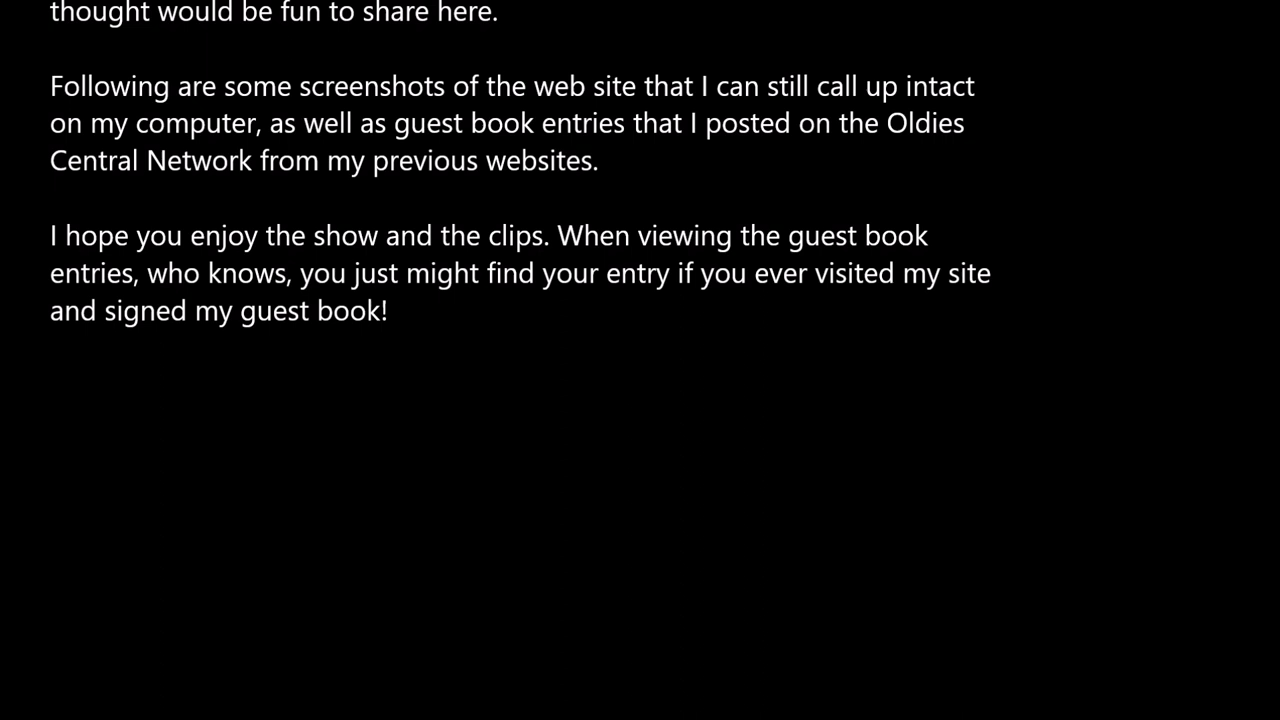 thought would be fun to share here.
Following are some screenshots of the web site that I can still call up intact
on my computer, as well as guest book entries that I posted on the Oldies
Central Network from my previous websites.
I hope you enjoy the show and the clips. When viewing the guest book
entries, who knows, you just might find your entry if you ever visited my site
and signed my guest book!